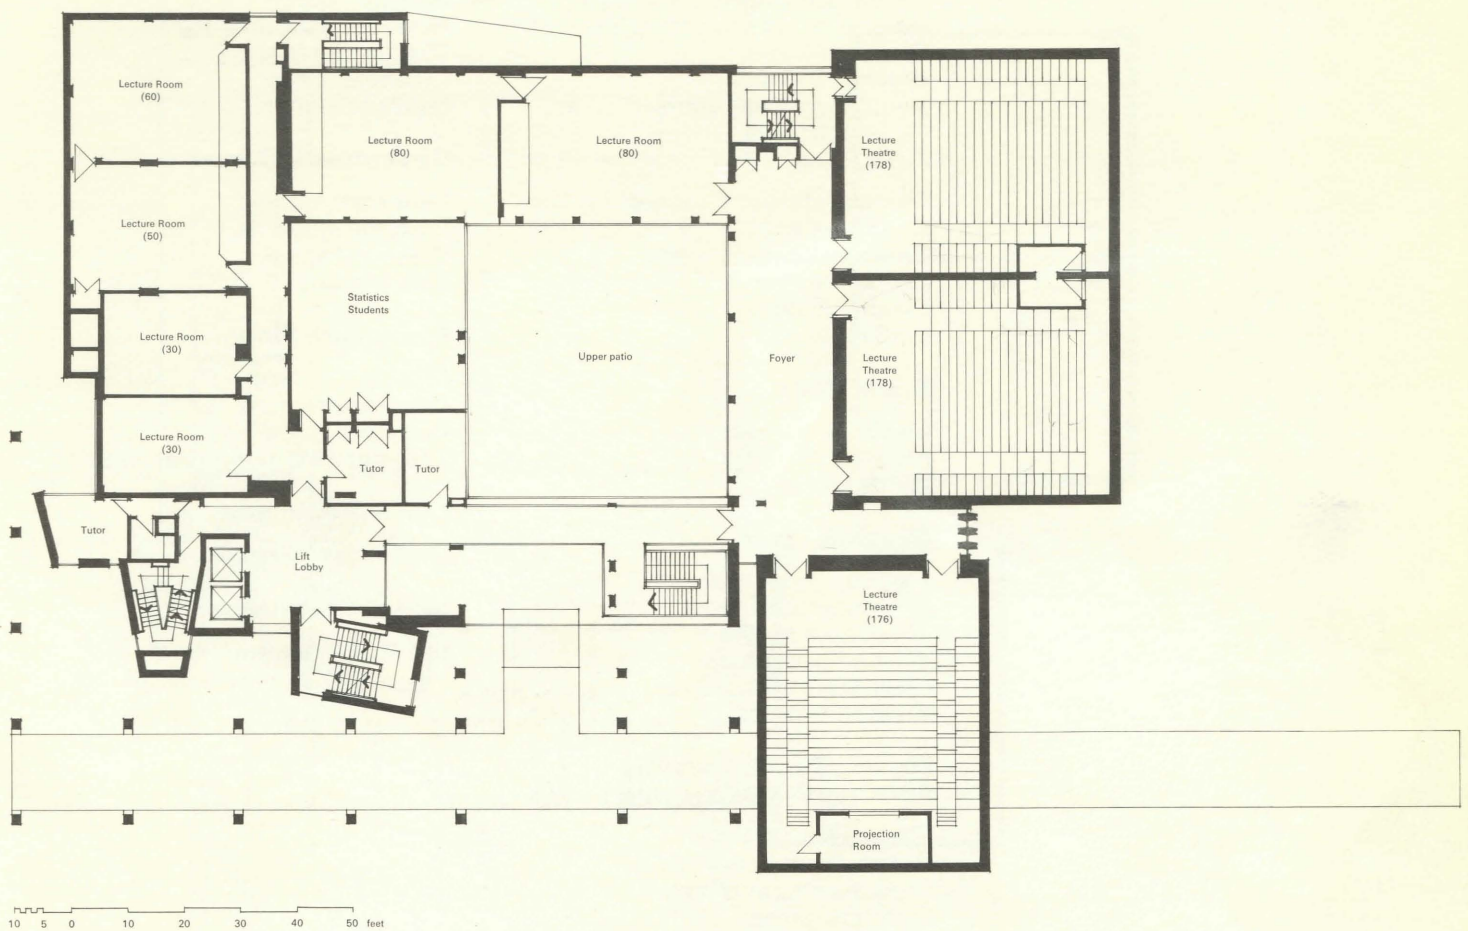 Lecture Room
(60)
Lecture Room
(80)
Lecture Room
(80)
Lecture
Theatre
(178)
Lecture Room
(50)
Statistics
Students
Lecture Room
(30)
Upper patio
Foyer
Lecture
Theatre
(178)
Lecture Room
(30)
Tutor
Tutor
Tutor
Lift
Lobby
Lecture
Theatre
(176)
Projection
Room
10 5 0 10 20 30 40 50 feet